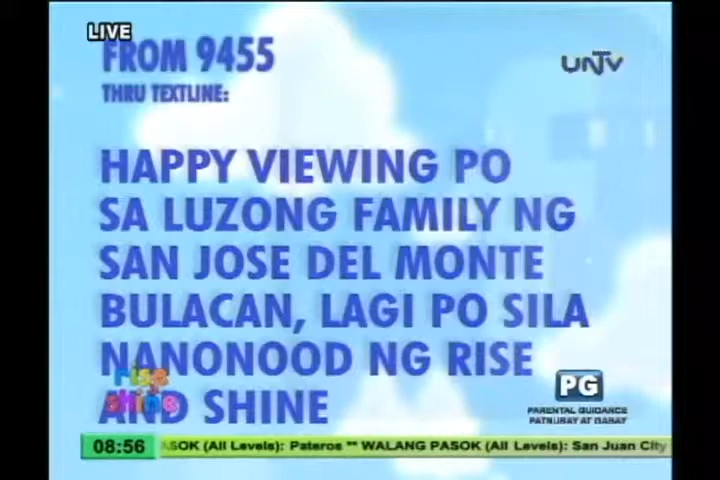 LIVE
FROM 9455
THRU TEXTLINE:
UNTV
HAPPY VIEWING PO
SA LUZONG FAMILY NG
SAN JOSE DEL MONTE
BULACAN, LAGI PO SILA
NANONOOD NG RISE
AND SHINE
rise
shine
PG
PARENTAL GUIDANCE
PATNUBAY AT GABAY
08:56 ASOK (All Levels): Pateros ** WALANG PASOK (All Levels): San Juan City